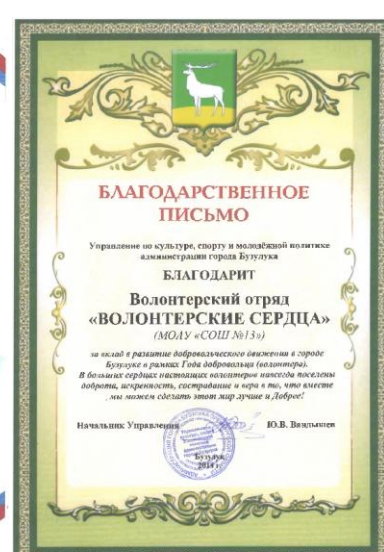 БЛАГОДАРСТВЕННОЕ
ПИСЬМО
Управление по культуре, спорту и молодёжной политике
администрации города Бузулука
БЛАГОДАРИТ
Волонтерский отряд
«ВОЛОНТЕРСКИЕ СЕРДЦА»
(МОАУ «СОШ №13»)
за вклад в развитие добровольческого движения в городе
Бузулуке в рамках Года добровольца (волонтера).
В больших сердцах настоящих волонтеров навсегда поселены
доброта, искренность, сострадание и вера в то, что вместе
мы можем сделать этот мир лучше и Добрее!
Начальник Управления
Ю.В. Вандышев
Бузулук
2018 г.